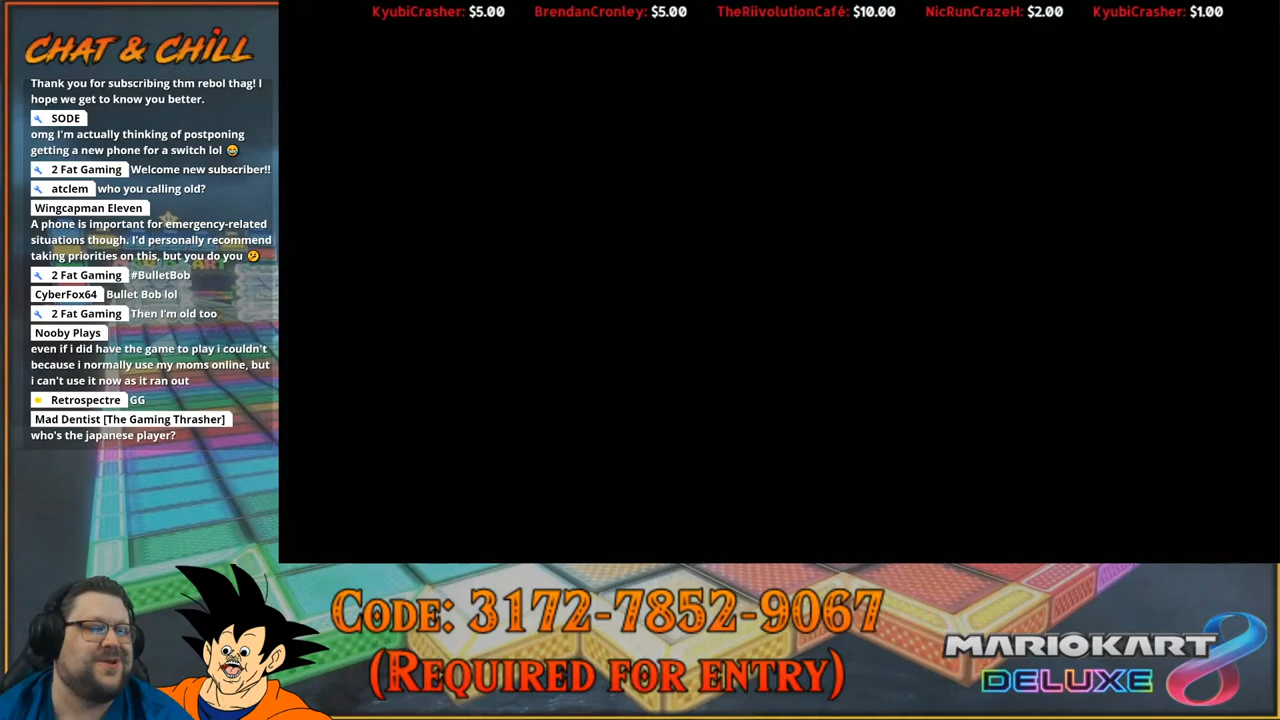 KyubiCrasher: $5.00 BrendanCronley: $5.00 TheRiivolutionCafé: $10.00 NicRunCrazeH: $2.00 KyubiCrasher: $1.00
CHAT & CHILL
Thank you for subscribing thm rebol thag! I
hope we get to know you better.
SODE
omg I'm actually thinking of postponing
getting a new phone for a switch lol 😂
2 Fat Gaming Welcome new subscriber!!
atclem who you calling old?
Wingcapman Eleven
A phone is important for emergency-related
situations though. I'd personally recommend
taking priorities on this, but you do you 🤔
2 Fat Gaming #BulletBob
CyberFox64 Bullet Bob lol
2 Fat Gaming Then I'm old too
Nooby Plays
even if i did have the game to play i couldn't
because i normally use my moms online, but
i can't use it now as it ran out
Retrospectre GG
Mad Dentist [The Gaming Thrasher]
who's the japanese player?
CODE: 3172-7852-9067
(REQUIRED FOR ENTRY)
MARIOKART 8
DELUXE